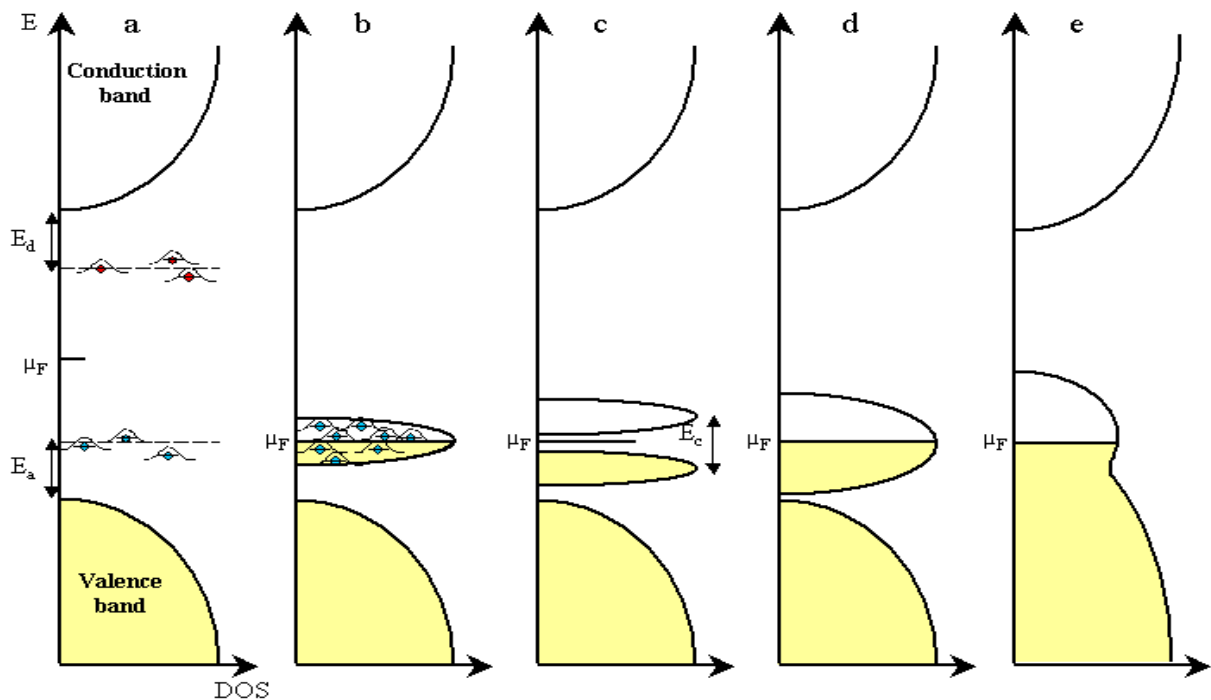 E
a
b
c
d
e
Conduction
band
E_d
μ_F
μ_F
μ_F
E_c
μ_F
μ_F
E_a
Valence
band
DOS